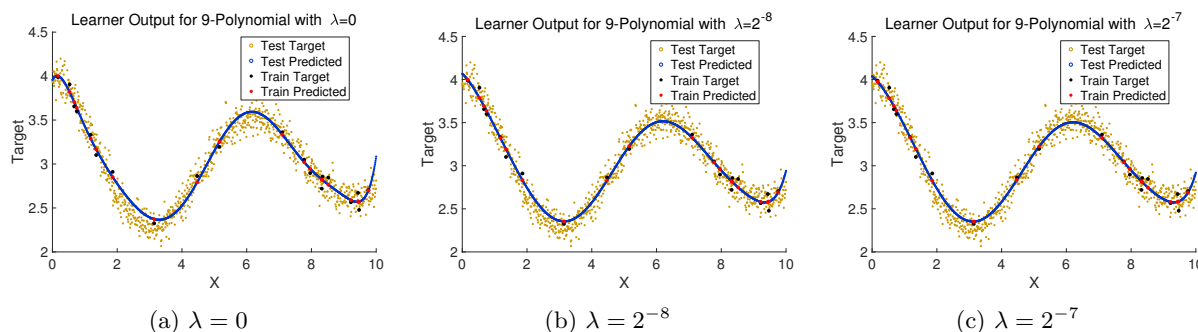 Learner Output for 9-Polynomial with λ=0
4.5
4
3.5
3
2.5
2
Target
0 2 4 6 8 10
X
Test Target
Test Predicted
Train Target
Train Predicted
(a) λ = 0
Learner Output for 9-Polynomial with λ=2^-8
4.5
4
3.5
3
2.5
2
Target
0 2 4 6 8 10
X
Test Target
Test Predicted
Train Target
Train Predicted
(b) λ = 2^−8
Learner Output for 9-Polynomial with λ=2^-7
4.5
4
3.5
3
2.5
2
Target
0 2 4 6 8 10
X
Test Target
Test Predicted
Train Target
Train Predicted
(c) λ = 2^−7